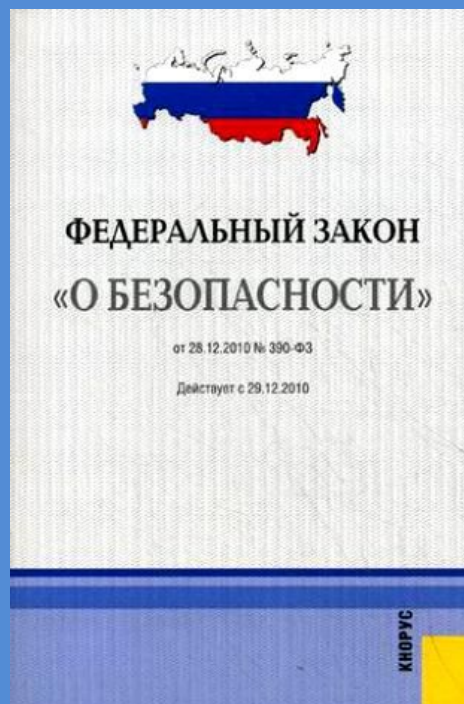 ФЕДЕРАЛЬНЫЙ ЗАКОН
«О БЕЗОПАСНОСТИ»
от 28.12.2010 № 390-ФЗ
Действует с 29.12.2010
КНОРУС